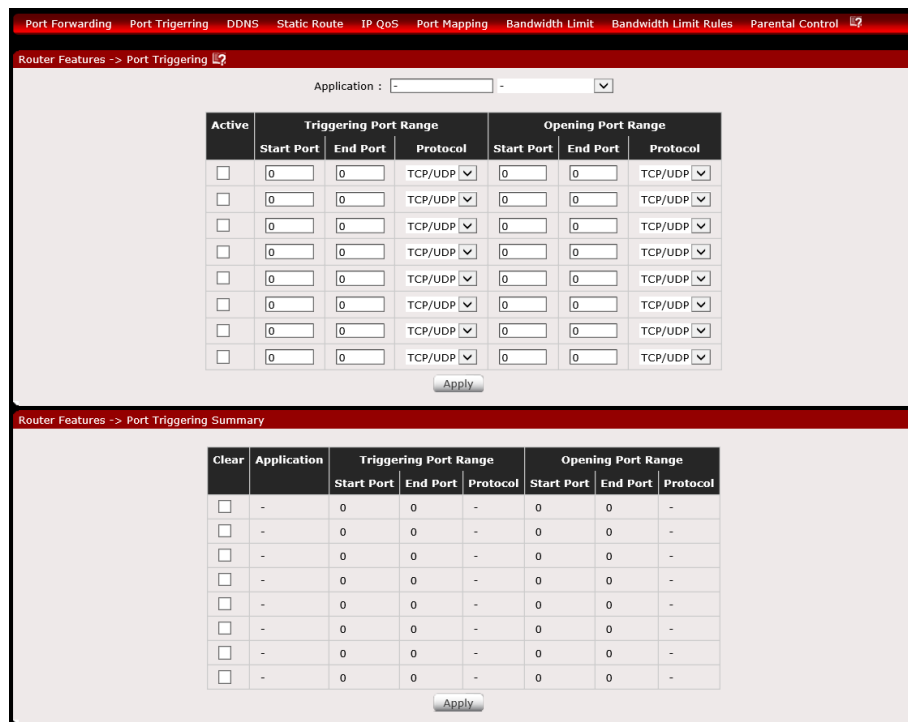 Port Forwarding Port Trigerring DDNS Static Route IP QoS Port Mapping Bandwidth Limit Bandwidth Limit Rules Parental Control
Router Features -> Port Triggering
Application : - -
Active Triggering Port Range Opening Port Range
Start Port End Port Protocol Start Port End Port Protocol
0 0 TCP/UDP 0 0 TCP/UDP
0 0 TCP/UDP 0 0 TCP/UDP
0 0 TCP/UDP 0 0 TCP/UDP
0 0 TCP/UDP 0 0 TCP/UDP
0 0 TCP/UDP 0 0 TCP/UDP
0 0 TCP/UDP 0 0 TCP/UDP
0 0 TCP/UDP 0 0 TCP/UDP
0 0 TCP/UDP 0 0 TCP/UDP
Apply
Router Features -> Port Triggering Summary
Clear Application Triggering Port Range Opening Port Range
Start Port End Port Protocol Start Port End Port Protocol
- 0 0 - 0 0 -
- 0 0 - 0 0 -
- 0 0 - 0 0 -
- 0 0 - 0 0 -
- 0 0 - 0 0 -
- 0 0 - 0 0 -
- 0 0 - 0 0 -
- 0 0 - 0 0 -
Apply